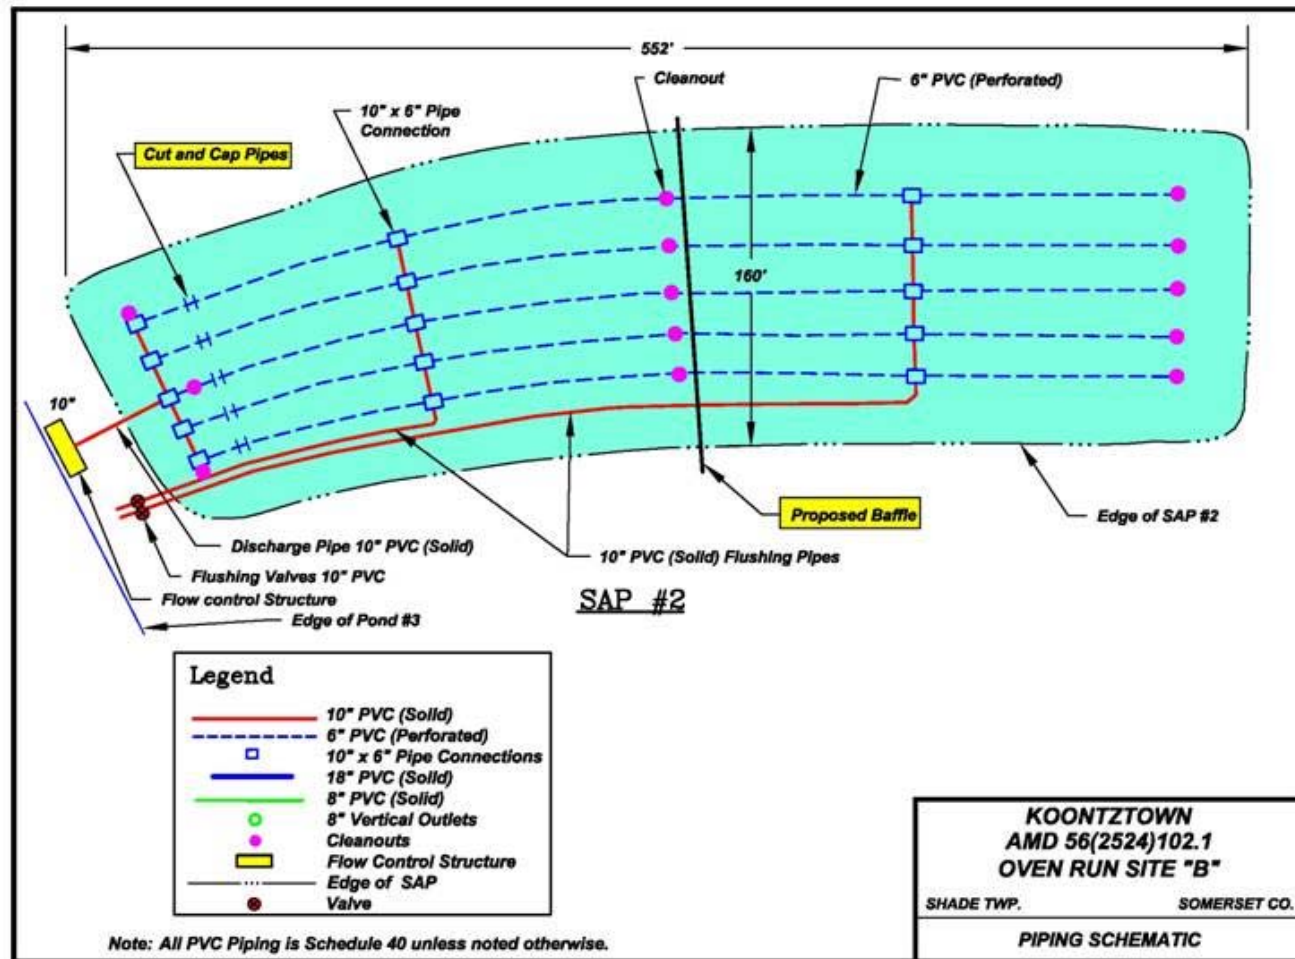 552'
Cleanout
6" PVC (Perforated)
10" x 6" Pipe
Connection
Cut and Cap Pipes
160'
10"
Proposed Baffle
Edge of SAP #2
Discharge Pipe 10" PVC (Solid)
10" PVC (Solid) Flushing Pipes
Flushing Valves 10" PVC
Flow control Structure
SAP #2
Edge of Pond #3
Legend
10" PVC (Solid)
6" PVC (Perforated)
10" x 6" Pipe Connections
18" PVC (Solid)
8" PVC (Solid)
8" Vertical Outlets
Cleanouts
Flow Control Structure
Edge of SAP
Valve
Note: All PVC Piping is Schedule 40 unless noted otherwise.
KOONTZTOWN
AMD 56(2524)102.1
OVEN RUN SITE "B"
SHADE TWP. SOMERSET CO.
PIPING SCHEMATIC